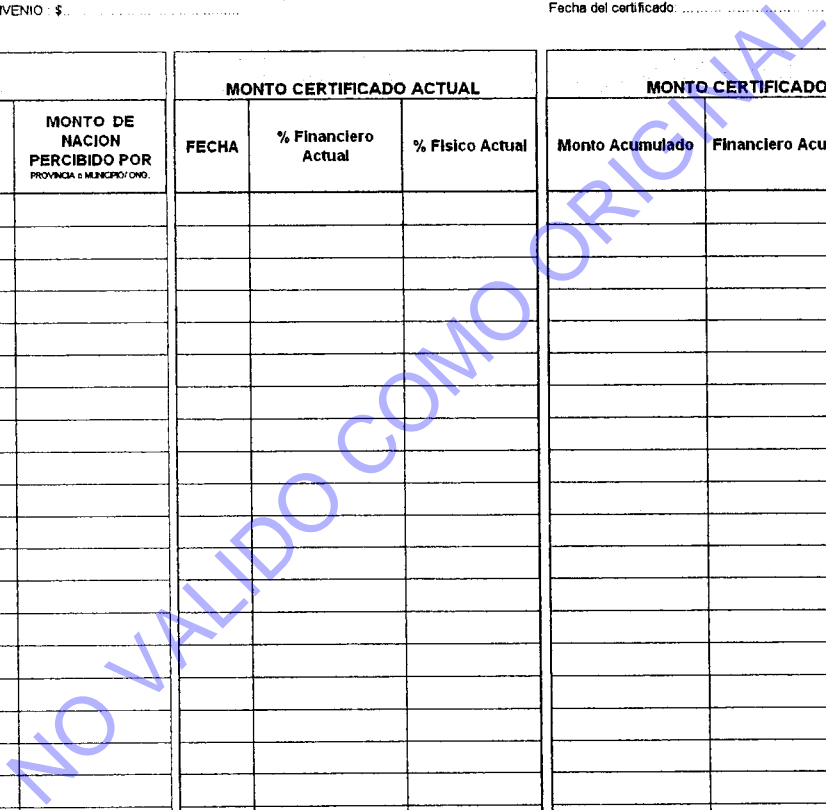 VENIO : $
Fecha del certificado:
MONTO CERTIFICADO ACTUAL
MONTO CERTIFICADO
MONTO DE
NACION
PERCIBIDO POR
PROVINCIA o MUNICIPIO/ ONG.
FECHA
% Financiero
Actual
% Fisico Actual
Monto Acumulado
Financiero Acu
NO VALIDO COMO ORIGINAL